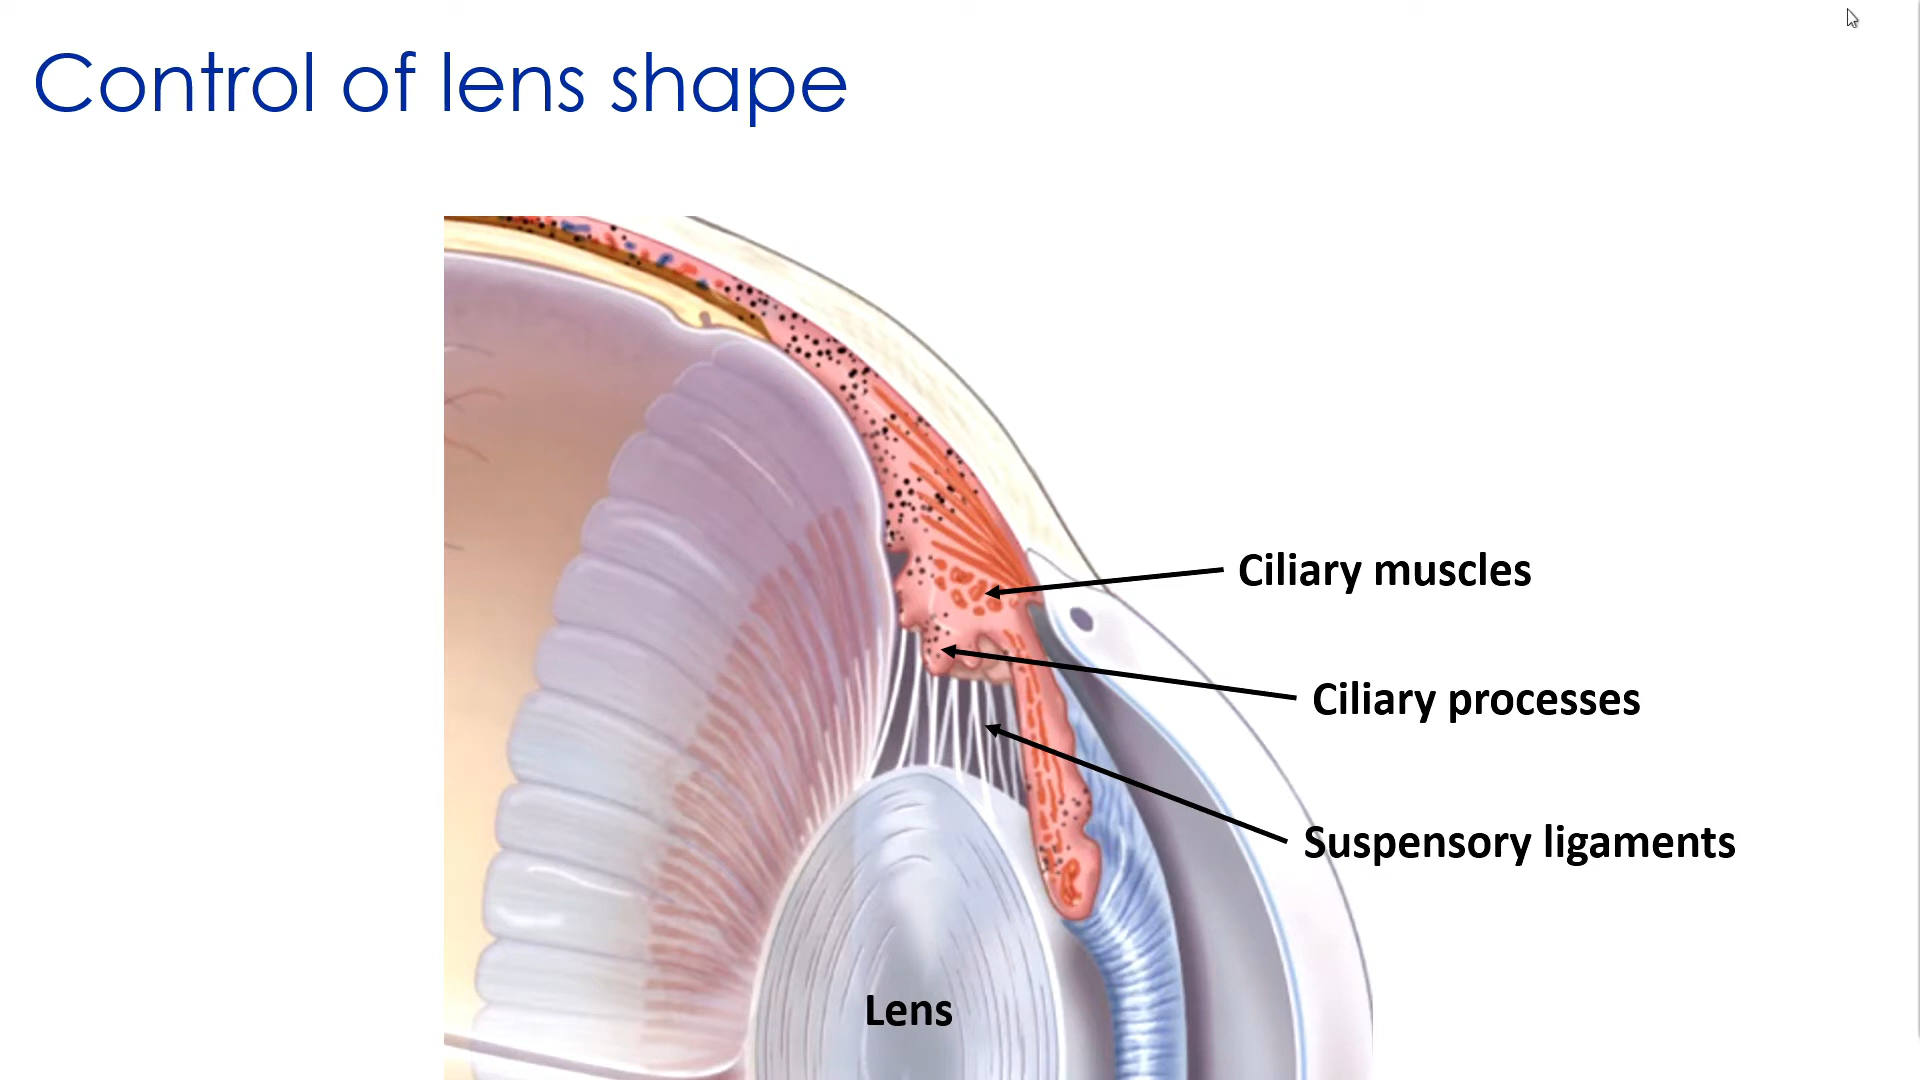 Control of lens shape
Ciliary muscles
Ciliary processes
Suspensory ligaments
Lens